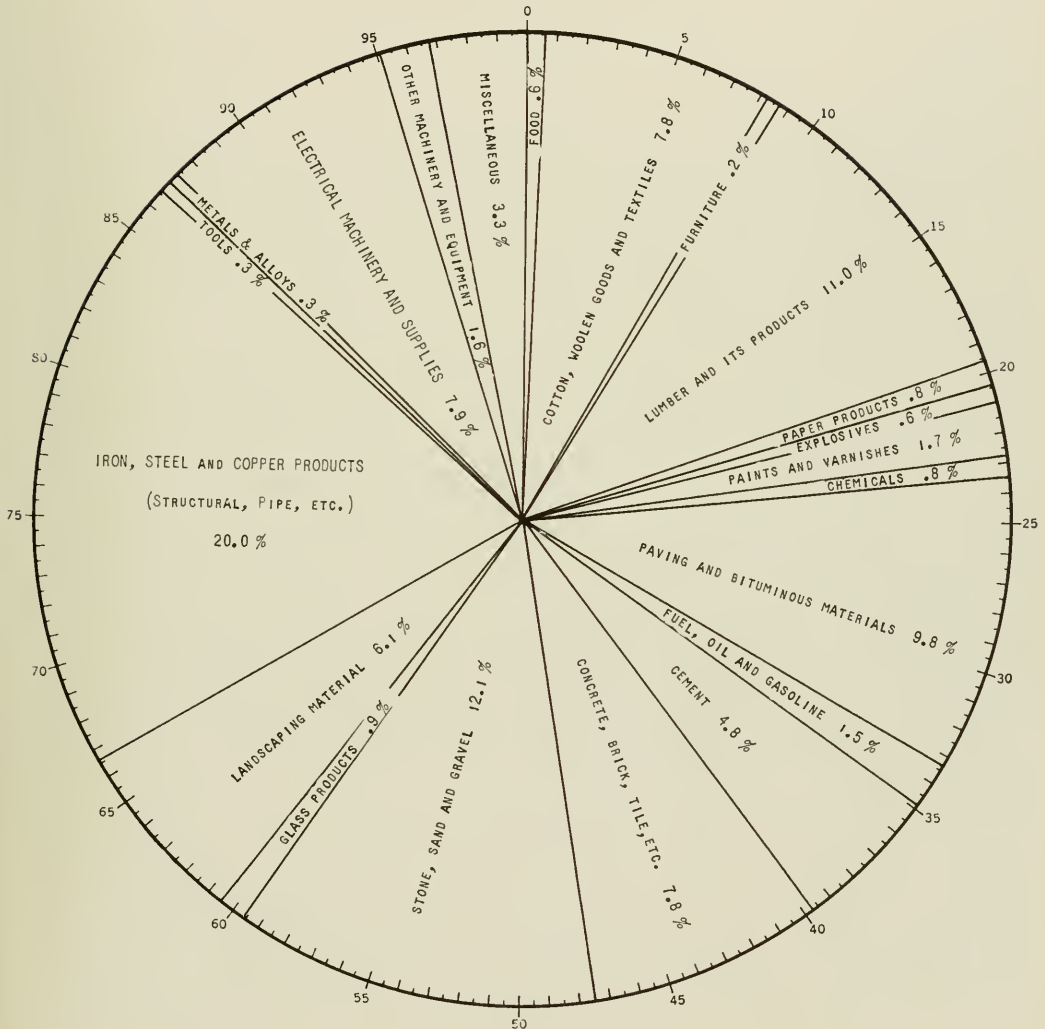 0
5
10
15
20
25
30
35
40
45
50
55
60
65
70
75
80
85
90
95
FOOD .6 %
COTTON, WOOLEN GOODS AND TEXTILES 7.8 %
FURNITURE .2 %
LUMBER AND ITS PRODUCTS 11.0 %
PAPER PRODUCTS .8 %
EXPLOSIVES .6 %
PAINTS AND VARNISHES 1.7 %
CHEMICALS .8 %
PAVING AND BITUMINOUS MATERIALS 9.8 %
FUEL, OIL AND GASOLINE 1.5 %
CEMENT 4.8 %
CONCRETE, BRICK, TILE, ETC. 7.8 %
STONE, SAND AND GRAVEL 12.1 %
GLASS PRODUCTS .9 %
LANDSCAPING MATERIAL 6.1 %
IRON, STEEL AND COPPER PRODUCTS
(STRUCTURAL, PIPE, ETC.)
20.0 %
TOOLS .3 %
METALS & ALLOYS .3 %
ELECTRICAL MACHINERY AND SUPPLIES 7.9 %
OTHER MACHINERY AND EQUIPMENT 1.6 %
MISCELLANEOUS 3.3 %